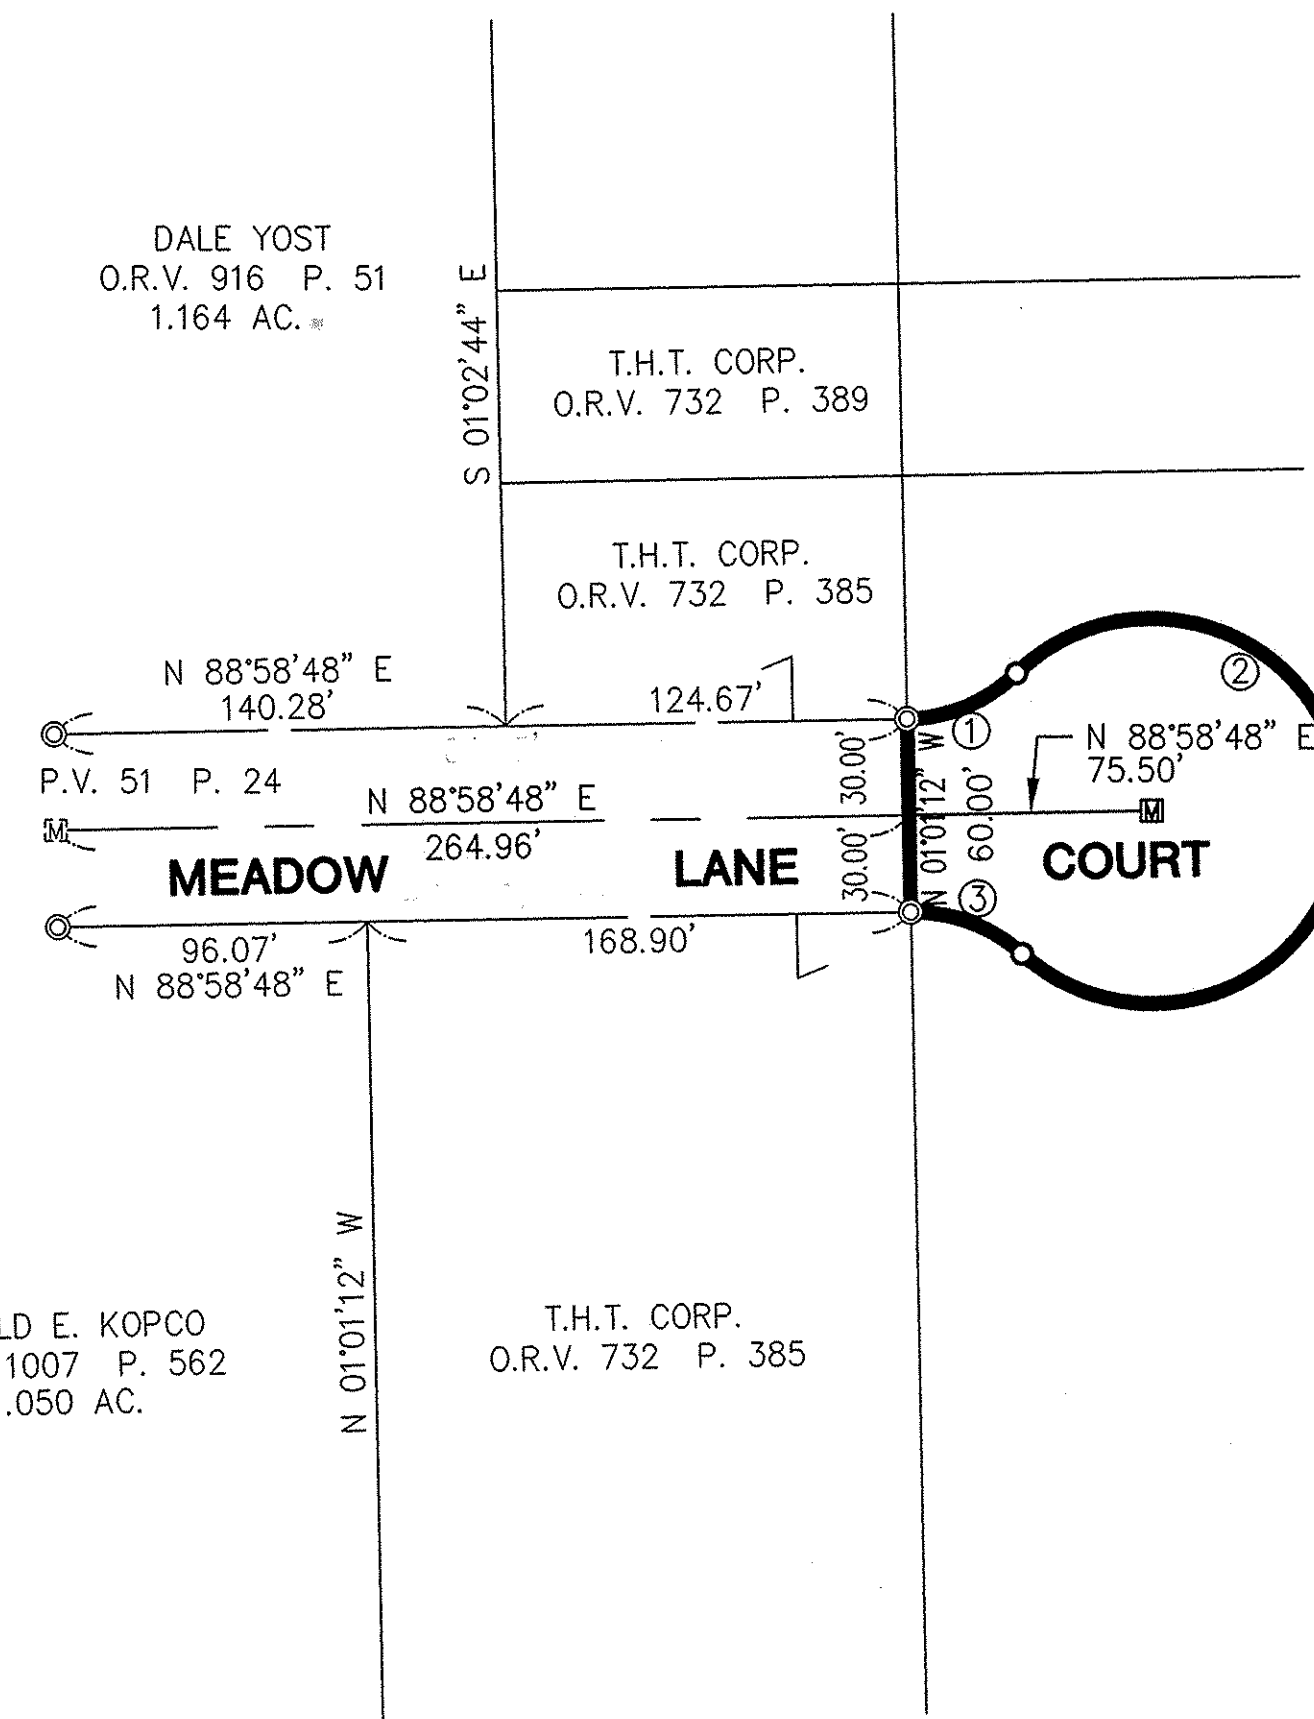 DALE YOST
O.R.V. 916 P. 51
1.164 AC.
S 01°02'44" E
T.H.T. CORP.
O.R.V. 732 P. 389
T.H.T. CORP.
O.R.V. 732 P. 385
N 88°58'48" E
140.28'
124.67'
1
2
N 88°58'48" E
75.50'
P.V. 51 P. 24
N 88°58'48" E
264.96'
30.00'
30.00'
N 01°01'12" W
60.00'
M
M
MEADOW LANE COURT
3
96.07'
N 88°58'48" E
168.90'
N 01°01'12" W
LD E. KOPCO
1007 P. 562
.050 AC.
T.H.T. CORP.
O.R.V. 732 P. 385